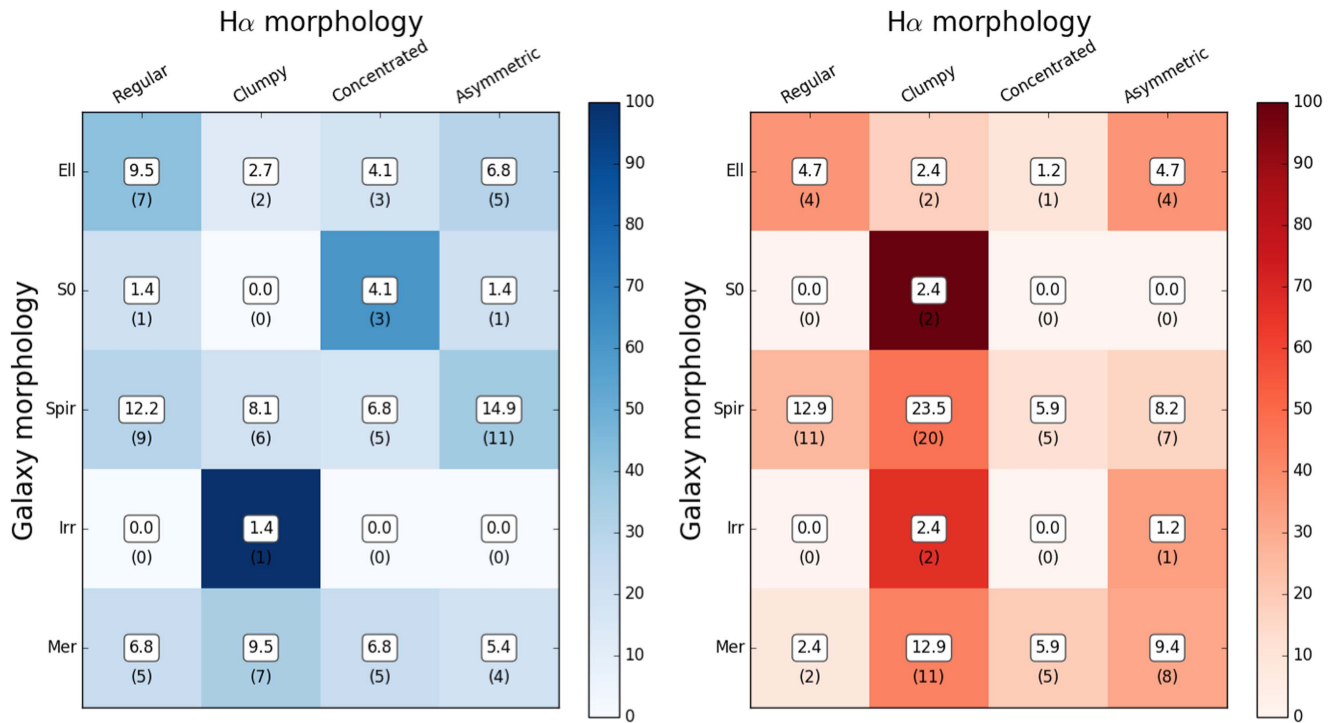 Hα morphology
Regular Clumpy Concentrated Asymmetric
Galaxy morphology
Ell 9.5 2.7 4.1 6.8
(7) (2) (3) (5)
S0 1.4 0.0 4.1 1.4
(1) (0) (3) (1)
Spir 12.2 8.1 6.8 14.9
(9) (6) (5) (11)
Irr 0.0 1.4 0.0 0.0
(0) (1) (0) (0)
Mer 6.8 9.5 6.8 5.4
(5) (7) (5) (4)
100
90
80
70
60
50
40
30
20
10
0
Hα morphology
Regular Clumpy Concentrated Asymmetric
Galaxy morphology
Ell 4.7 2.4 1.2 4.7
(4) (2) (1) (4)
S0 0.0 2.4 0.0 0.0
(0) (2) (0) (0)
Spir 12.9 23.5 5.9 8.2
(11) (20) (5) (7)
Irr 0.0 2.4 0.0 1.2
(0) (2) (0) (1)
Mer 2.4 12.9 5.9 9.4
(2) (11) (5) (8)
100
90
80
70
60
50
40
30
20
10
0